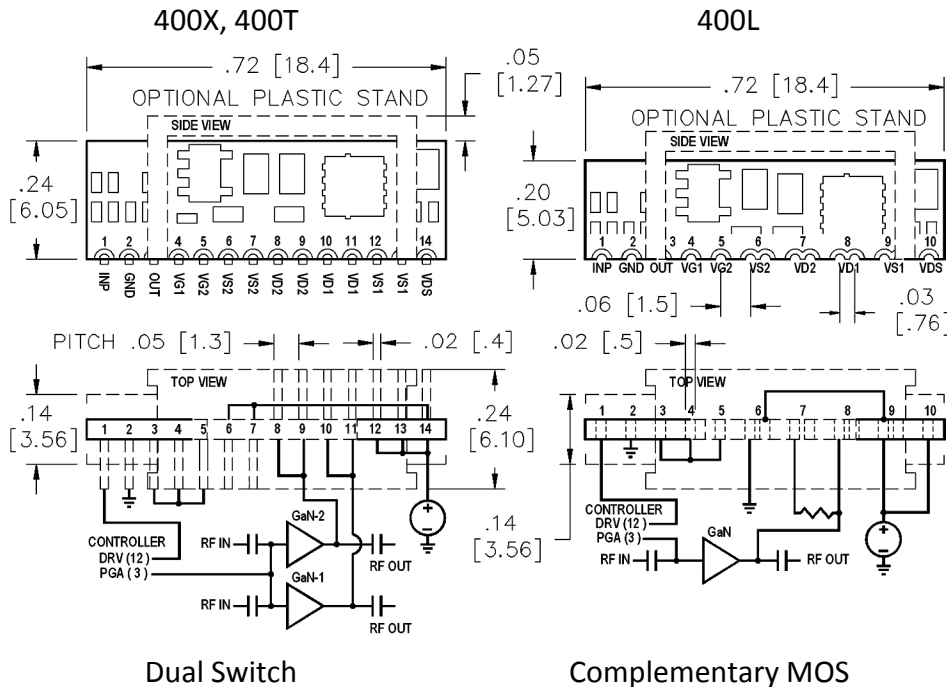 400X, 400T
.72 [18.4]
.05
[1.27]
OPTIONAL PLASTIC STAND
SIDE VIEW
.24
[6.05]
1 2 4 5 6 7 8 9 10 11 12 14
INP GND OUT VG1 VG2 VS2 VS2 VD2 VD2 VD1 VD1 VS1 VS1 VDS
PITCH .05 [1.3]
.02 [.4]
TOP VIEW
.14
[3.56]
.24
[6.10]
1 2 3 4 5 6 7 8 9 10 11 12 13 14
CONTROLLER
DRV (12)
PGA ( 3 )
RF IN
GaN-2
RF OUT
RF IN
GaN-1
RF OUT
Dual Switch
400L
.72 [18.4]
OPTIONAL PLASTIC STAND
SIDE VIEW
.20
[5.03]
1 2 3 4 5 6 7 8 9 10
INP GND OUT VG1 VG2 VS2 VD2 VD1 VS1 VDS
.06 [1.5]
.03
[.76]
.02 [.5]
TOP VIEW
1 2 3 4 5 6 7 8 9 10
.14
[3.56]
CONTROLLER
DRV (12)
PGA ( 3 )
RF IN
GaN
RF OUT
Complementary MOS